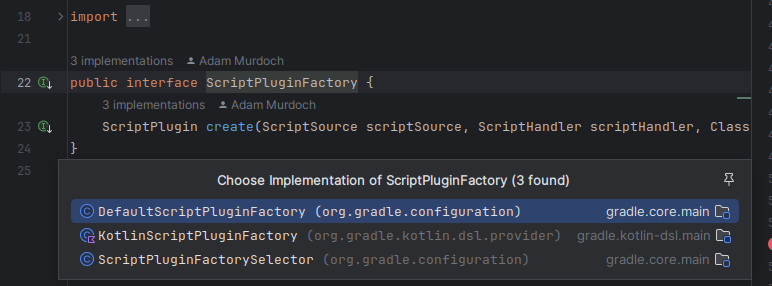 18 import ...
21
3 implementations Adam Murdoch
22 public interface ScriptPluginFactory {
3 implementations Adam Murdoch
23 ScriptPlugin create(ScriptSource scriptSource, ScriptHandler scriptHandler, Class
24 }
25
Choose Implementation of ScriptPluginFactory (3 found)
DefaultScriptPluginFactory (org.gradle.configuration) gradle.core.main
KotlinScriptPluginFactory (org.gradle.kotlin.dsl.provider) gradle.kotlin-dsl.main
ScriptPluginFactorySelector (org.gradle.configuration) gradle.core.main